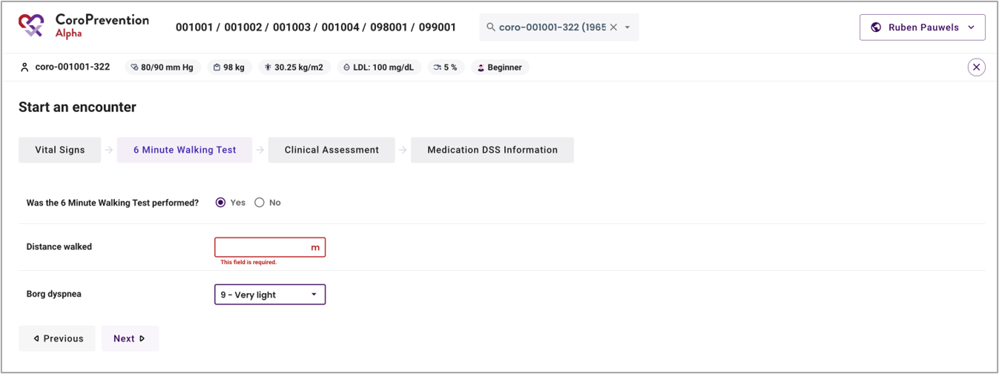 CoroPrevention
Alpha
001001 / 001002 / 001003 / 001004 / 098001 / 099001
coro-001001-322 (1965
Ruben Pauwels
coro-001001-322
80/90 mm Hg
98 kg
30.25 kg/m2
LDL: 100 mg/dL
5 %
Beginner
Start an encounter
Vital Signs
6 Minute Walking Test
Clinical Assessment
Medication DSS Information
Was the 6 Minute Walking Test performed?
Yes
No
Distance walked
m
This field is required.
Borg dyspnea
9 - Very light
Previous
Next